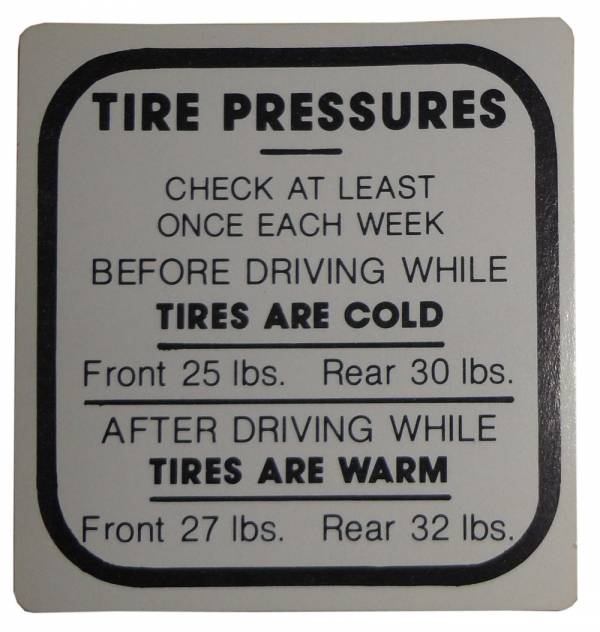 TIRE PRESSURES
CHECK AT LEAST
ONCE EACH WEEK
BEFORE DRIVING WHILE
TIRES ARE COLD
Front 25 lbs. Rear 30 lbs.
AFTER DRIVING WHILE
TIRES ARE WARM
Front 27 lbs. Rear 32 lbs.